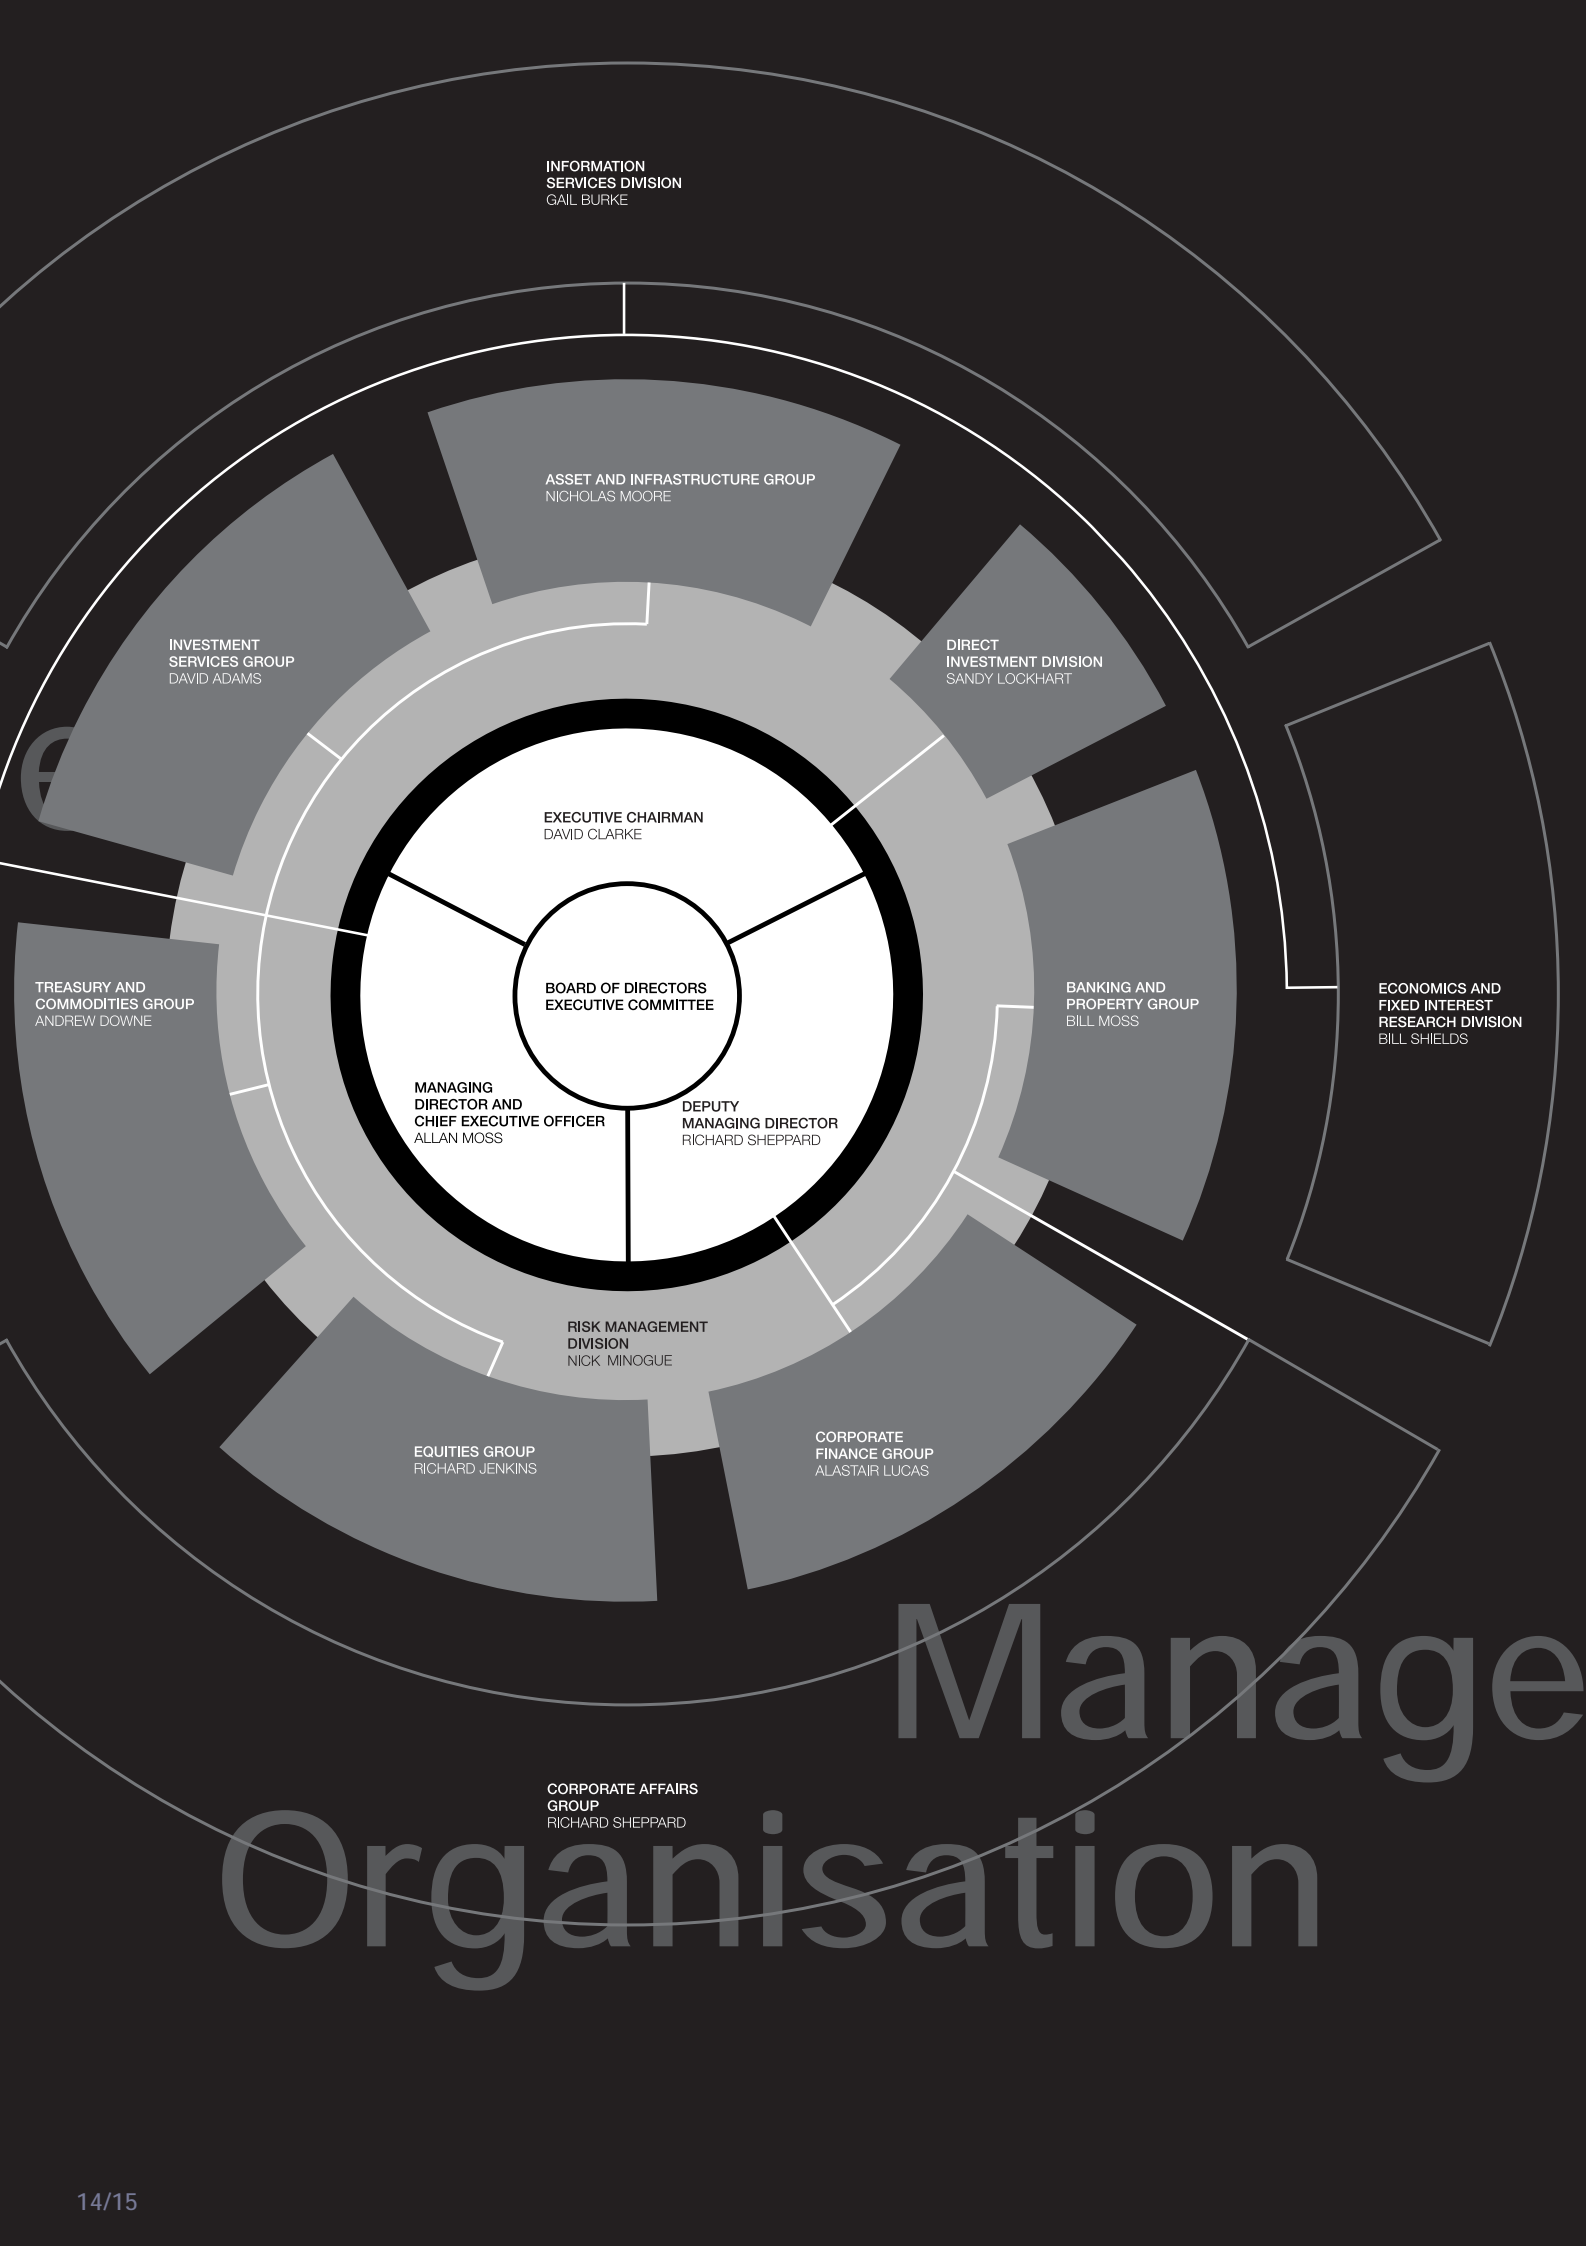 INFORMATION
SERVICES DIVISION
GAIL BURKE
ASSET AND INFRASTRUCTURE GROUP
NICHOLAS MOORE
INVESTMENT
SERVICES GROUP
DAVID ADAMS
DIRECT
INVESTMENT DIVISION
SANDY LOCKHART
e
EXECUTIVE CHAIRMAN
DAVID CLARKE
TREASURY AND
COMMODITIES GROUP
ANDREW DOWNE
BOARD OF DIRECTORS
EXECUTIVE COMMITTEE
BANKING AND
PROPERTY GROUP
BILL MOSS
ECONOMICS AND
FIXED INTEREST
RESEARCH DIVISION
BILL SHIELDS
MANAGING
DIRECTOR AND
CHIEF EXECUTIVE OFFICER
ALLAN MOSS
DEPUTY
MANAGING DIRECTOR
RICHARD SHEPPARD
RISK MANAGEMENT
DIVISION
NICK MINOGUE
EQUITIES GROUP
RICHARD JENKINS
CORPORATE
FINANCE GROUP
ALASTAIR LUCAS
Manage
CORPORATE AFFAIRS
GROUP
RICHARD SHEPPARD
Organisation
14/15